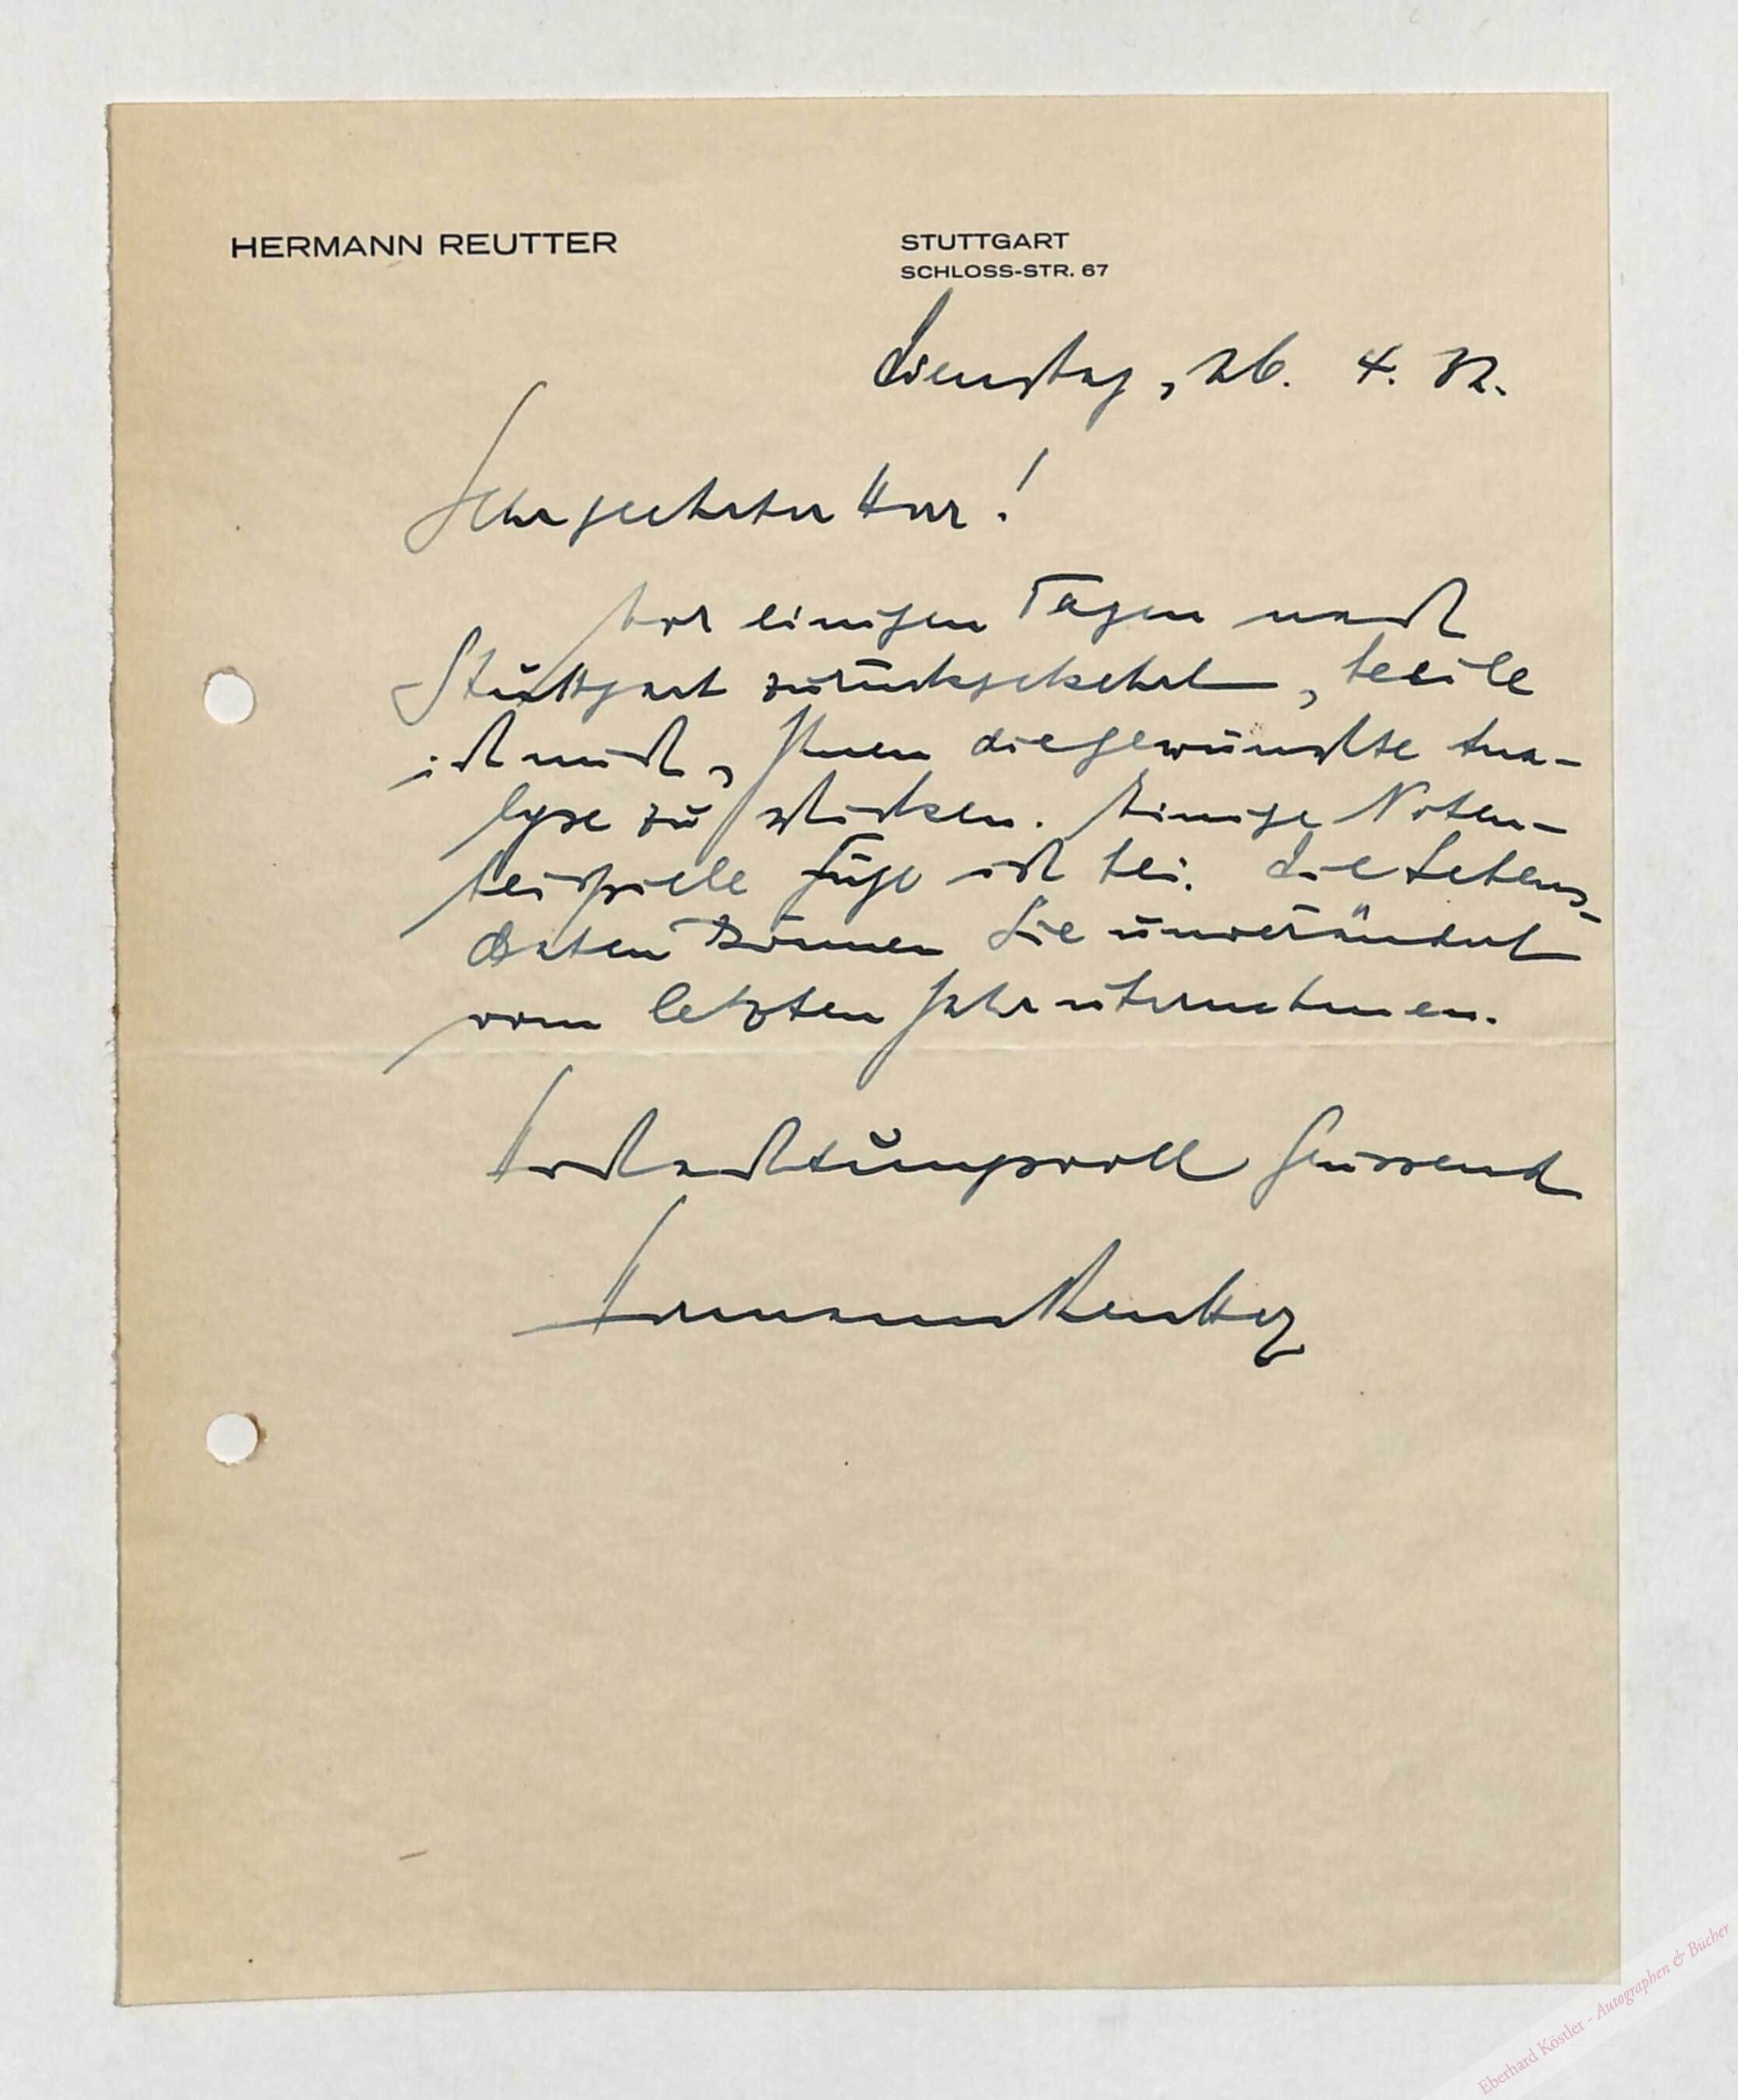 HERMANN REUTTER
STUTTGART
SCHLOSS-STR. 67
Dienstag, 26. 4. 32.
Sehr geehrter Herr!
Vor einigen Tagen nach
Stuttgart zurückgekehrt, beeile
ich mich, Ihnen die gewünschte Ana-
lyse zu schicken. Einige Noten-
beispiele füge ich bei. Die Lebens-
daten können Sie unverändert
vom letzten Jahr übernehmen.
Hochachtungsvoll grüssend
Hermann Reutter
Eberhard Köstler - Autographen & Bücher